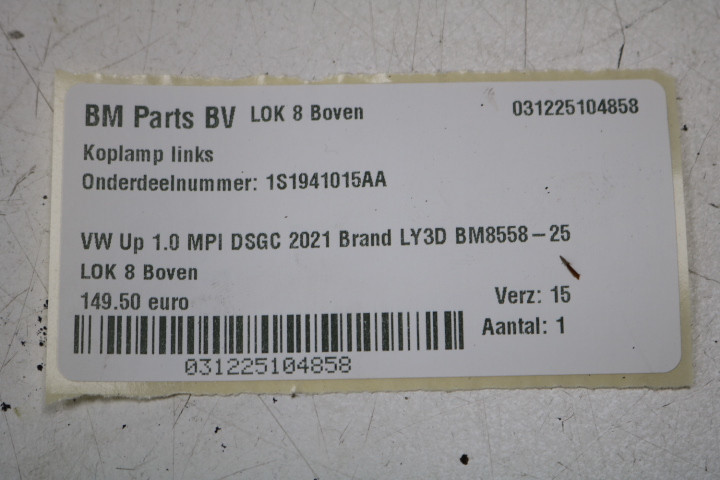 BM Parts BV LOK 8 Boven 031225104858
Koplamp links
Onderdeelnummer: 1S1941015AA
VW Up 1.0 MPI DSGC 2021 Brand LY3D BM8558-25
LOK 8 Boven
149.50 euro Verz: 15
Aantal: 1
031225104858